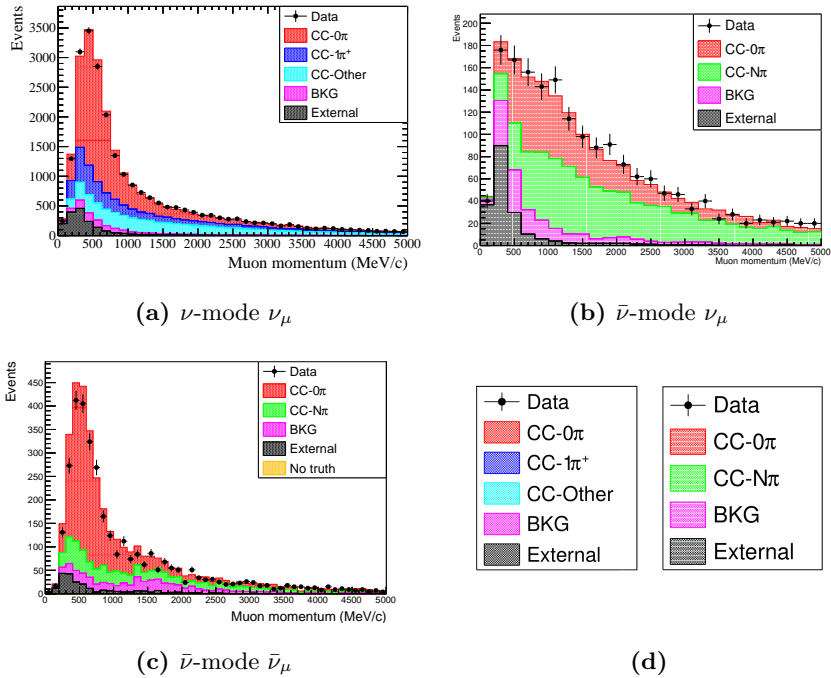 Events
3500
3000
2500
2000
1500
1000
500
0
0 500 1000 1500 2000 2500 3000 3500 4000 4500 5000
Muon momentum (MeV/c)
Data
CC-0π
CC-1π⁺
CC-Other
BKG
External
(a) ν-mode νμ
Events
200
180
160
140
120
100
80
60
40
20
0
0 500 1000 1500 2000 2500 3000 3500 4000 4500 5000
Muon momentum (MeV/c)
Data
CC-0π
CC-Nπ
BKG
External
(b) ν̄-mode νμ
Events
450
400
350
300
250
200
150
100
50
0
0 500 1000 1500 2000 2500 3000 3500 4000 4500 5000
Muon momentum (MeV/c)
Data
CC-0π
CC-Nπ
BKG
External
No truth
(c) ν̄-mode ν̄μ
Data
CC-0π
CC-1π⁺
CC-Other
BKG
External
Data
CC-0π
CC-Nπ
BKG
External
(d)